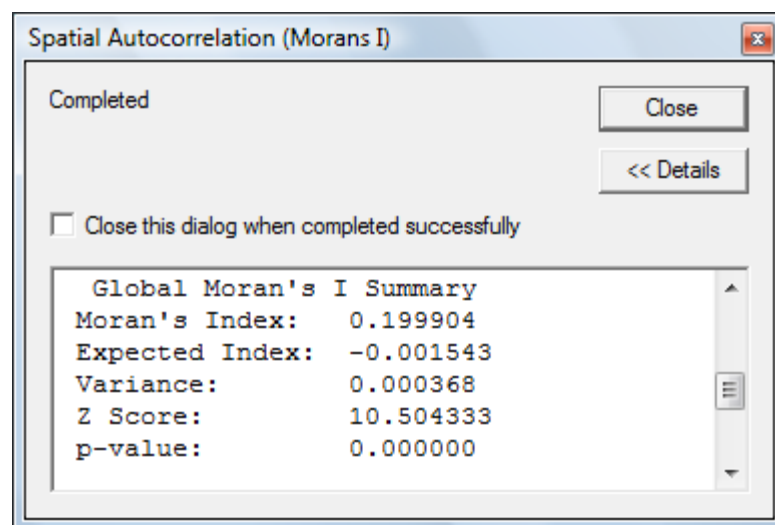 Spatial Autocorrelation (Morans I)
Completed
Close
<< Details
Close this dialog when completed successfully
Global Moran's I Summary
Moran's Index: 0.199904
Expected Index: -0.001543
Variance: 0.000368
Z Score: 10.504333
p-value: 0.000000